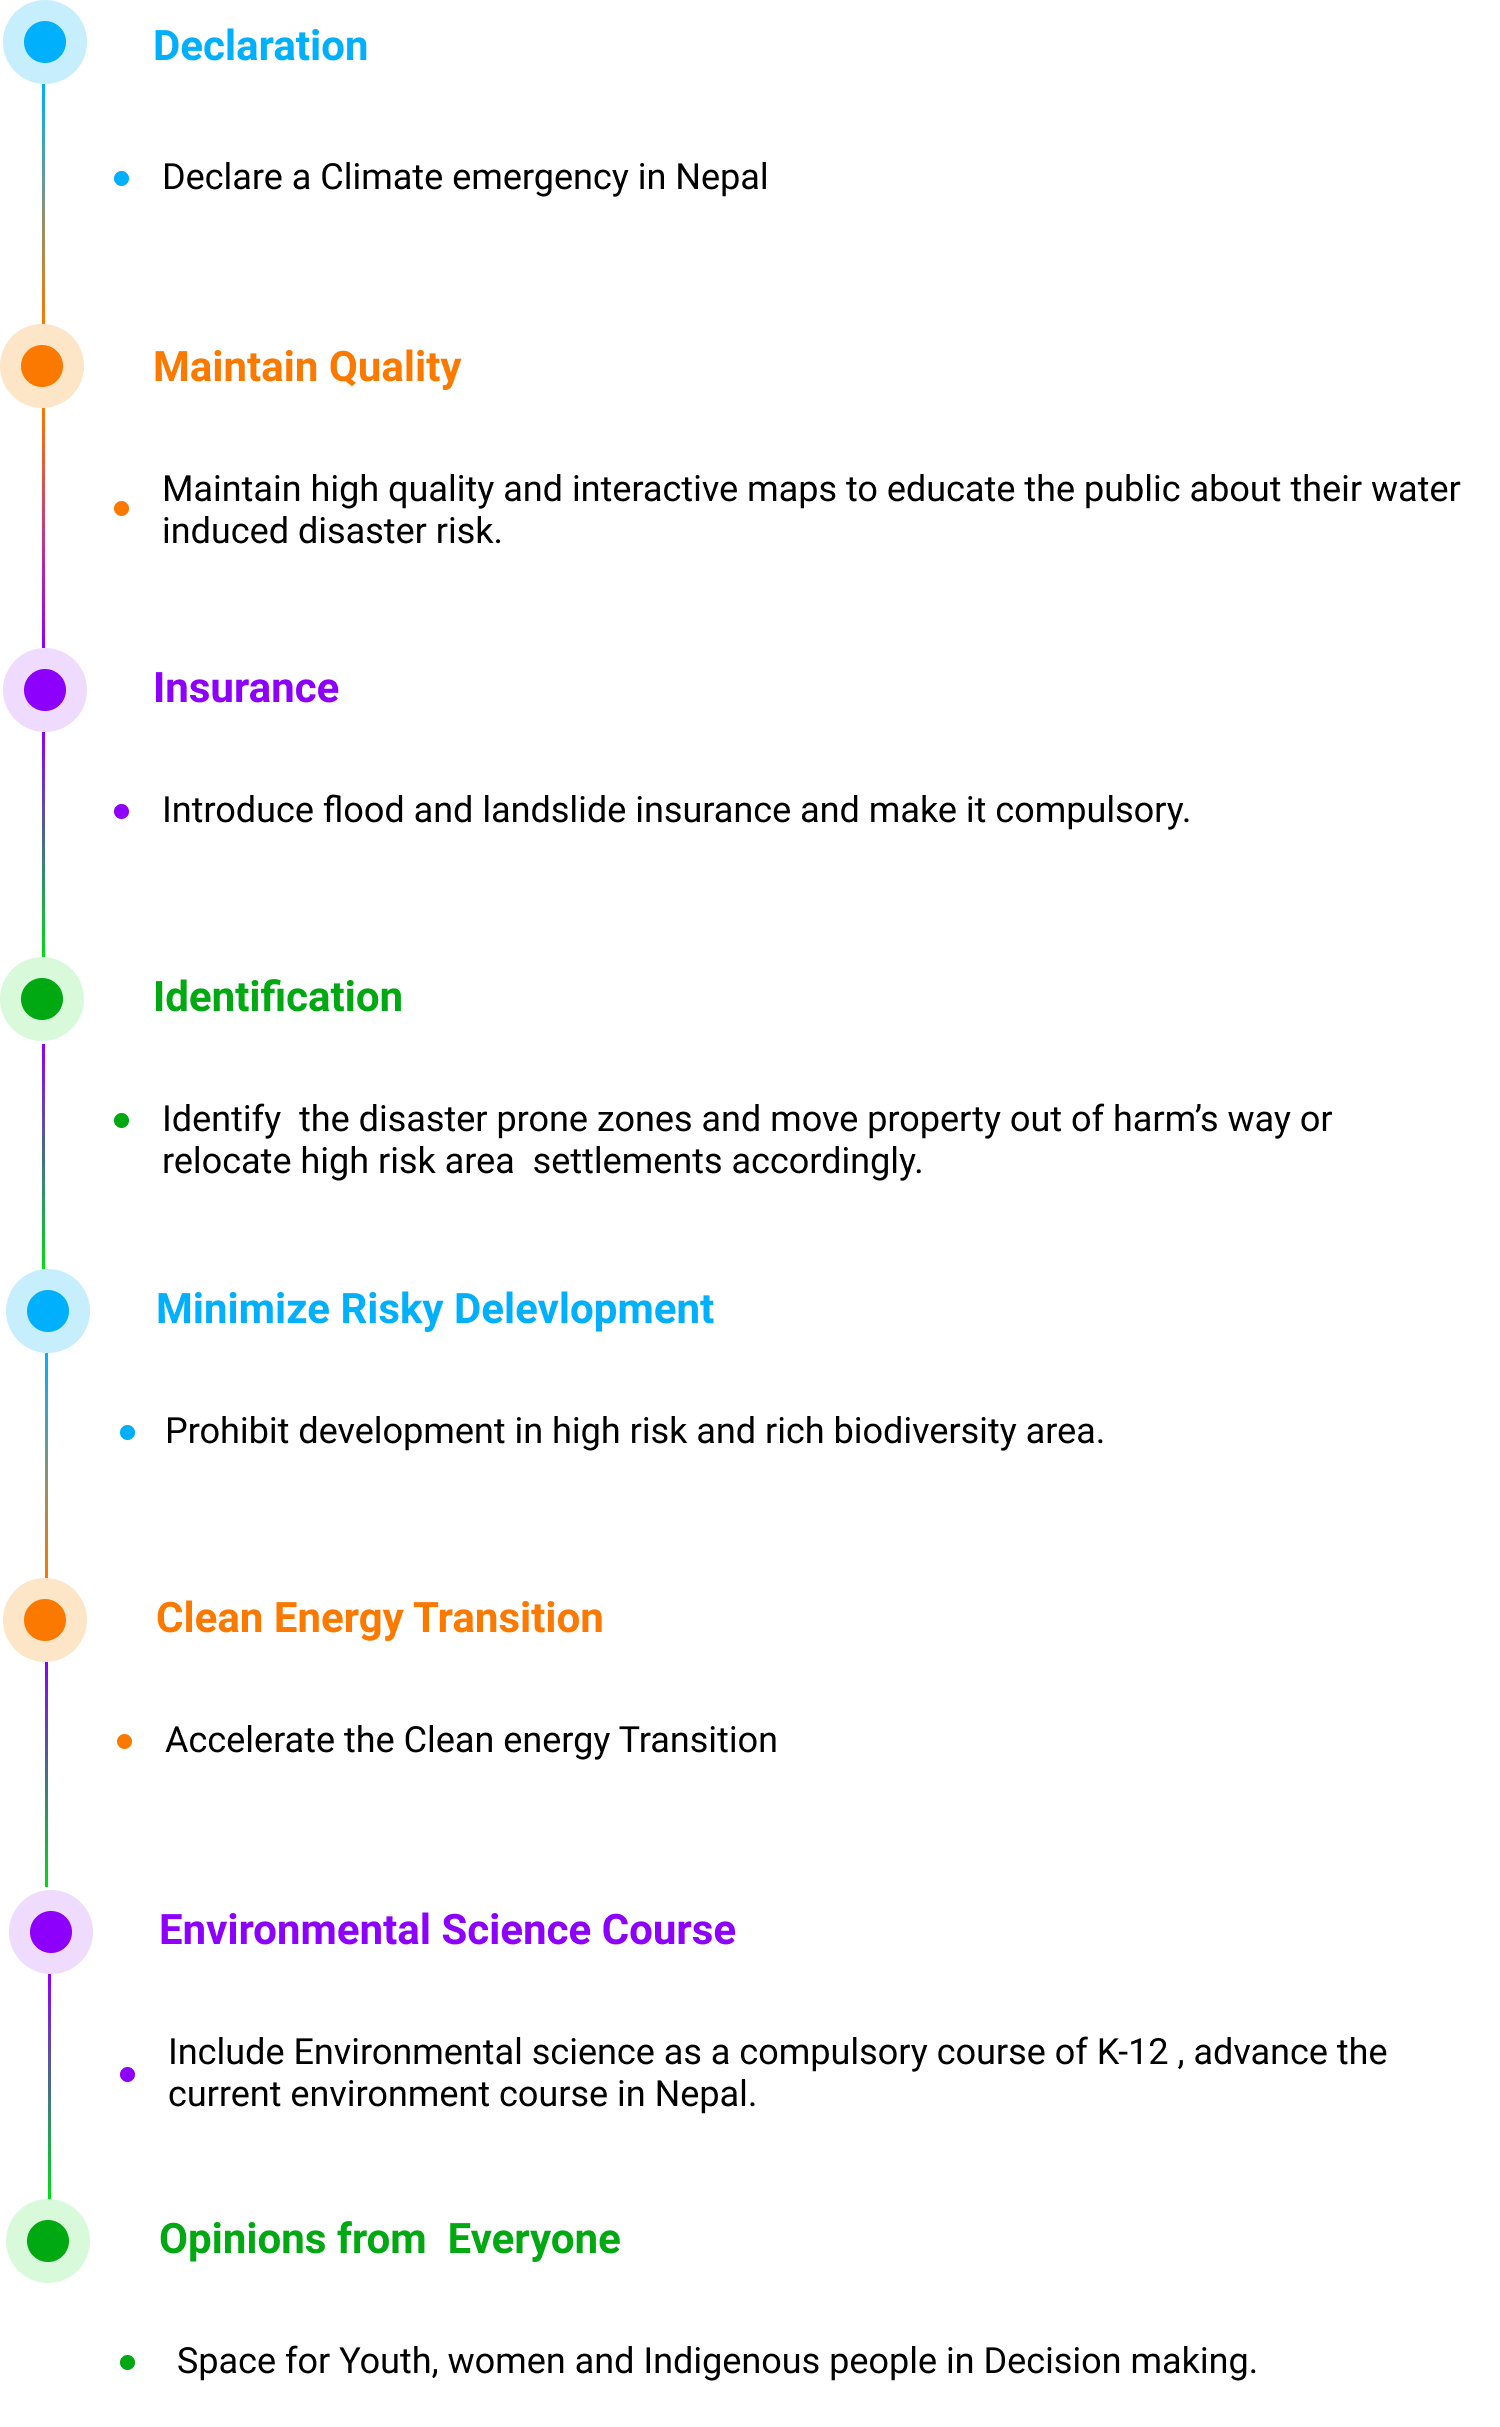 Declaration
Declare a Climate emergency in Nepal
Maintain Quality
Maintain high quality and interactive maps to educate the public about their water
induced disaster risk.
Insurance
Introduce flood and landslide insurance and make it compulsory.
Identification
Identify  the disaster prone zones and move property out of harm’s way or
relocate high risk area  settlements accordingly.
Minimize Risky Delevlopment
Prohibit development in high risk and rich biodiversity area.
Clean Energy Transition
Accelerate the Clean energy Transition
Environmental Science Course
Include Environmental science as a compulsory course of K-12 , advance the
current environment course in Nepal.
Opinions from  Everyone
Space for Youth, women and Indigenous people in Decision making.